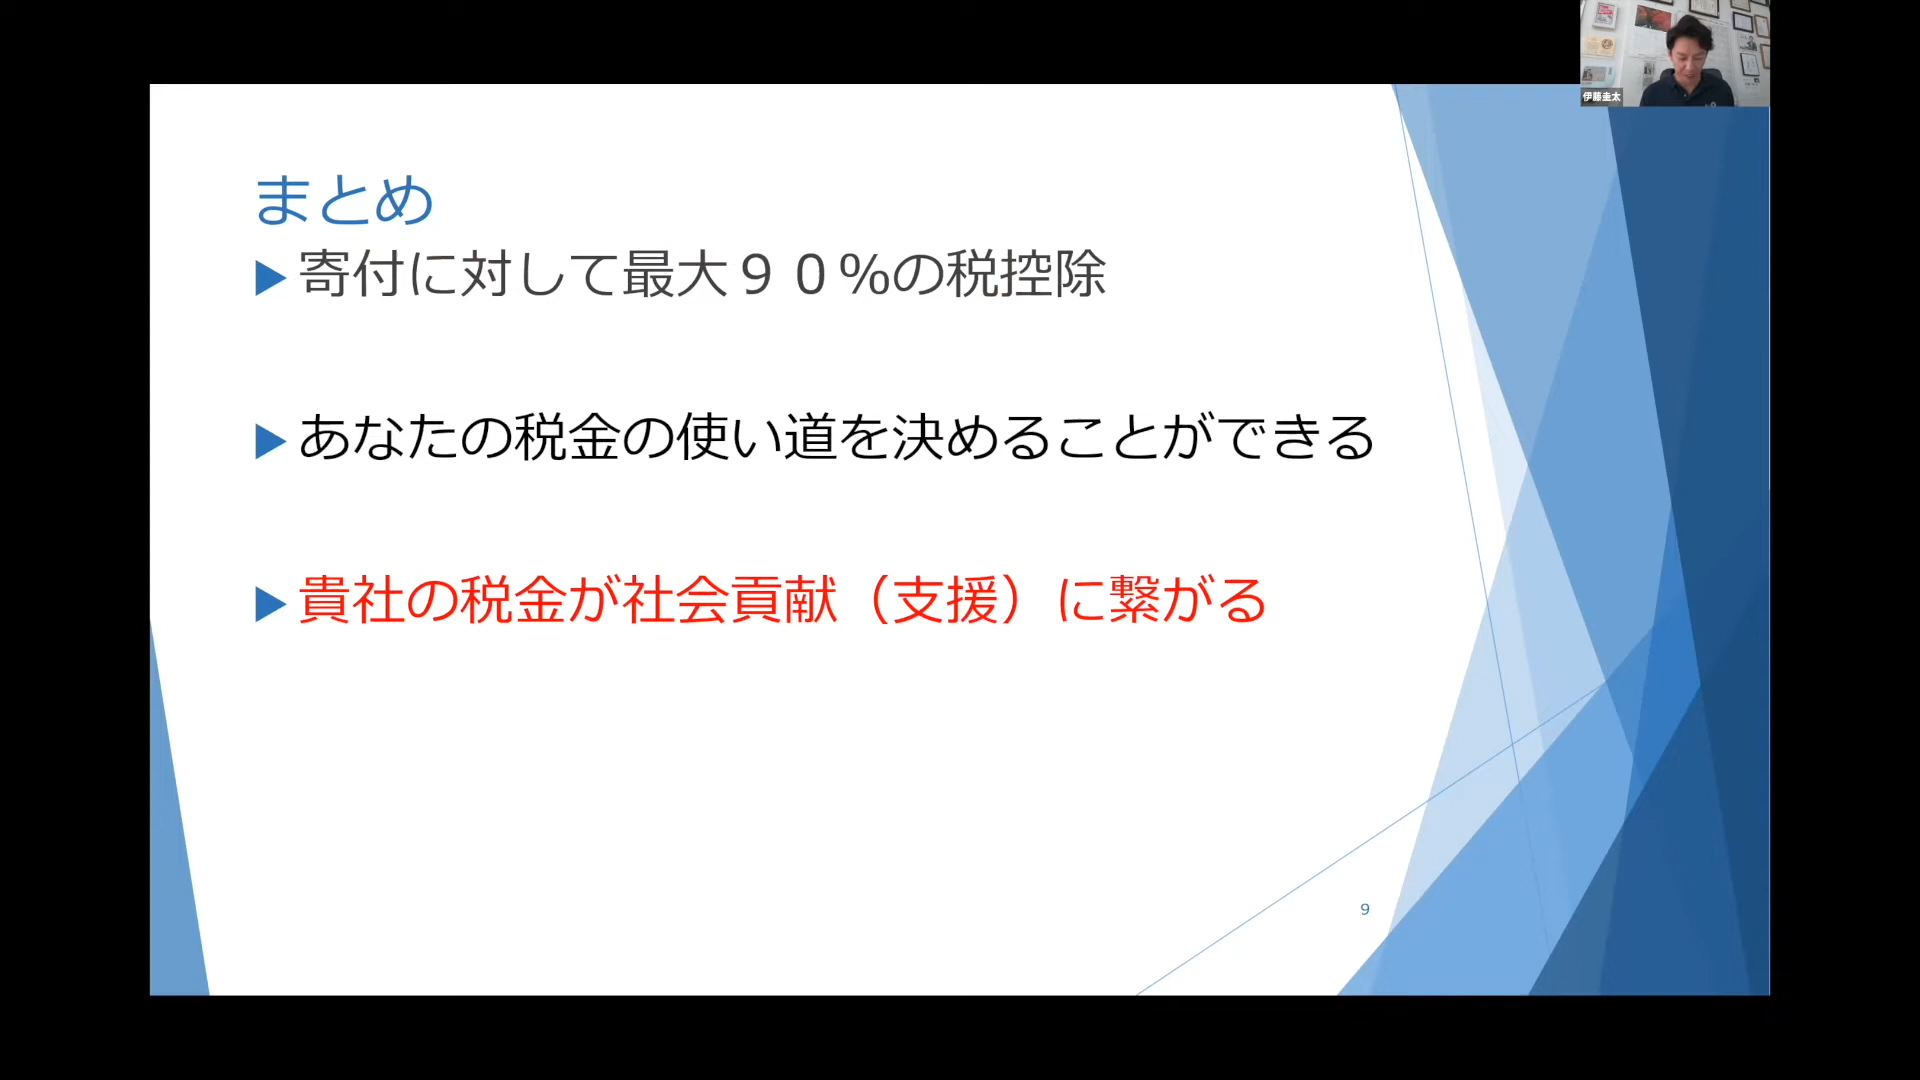 伊藤圭太
まとめ
寄付に対して最大９０％の税控除
あなたの税金の使い道を決めることができる
貴社の税金が社会貢献（支援）に繋がる
9